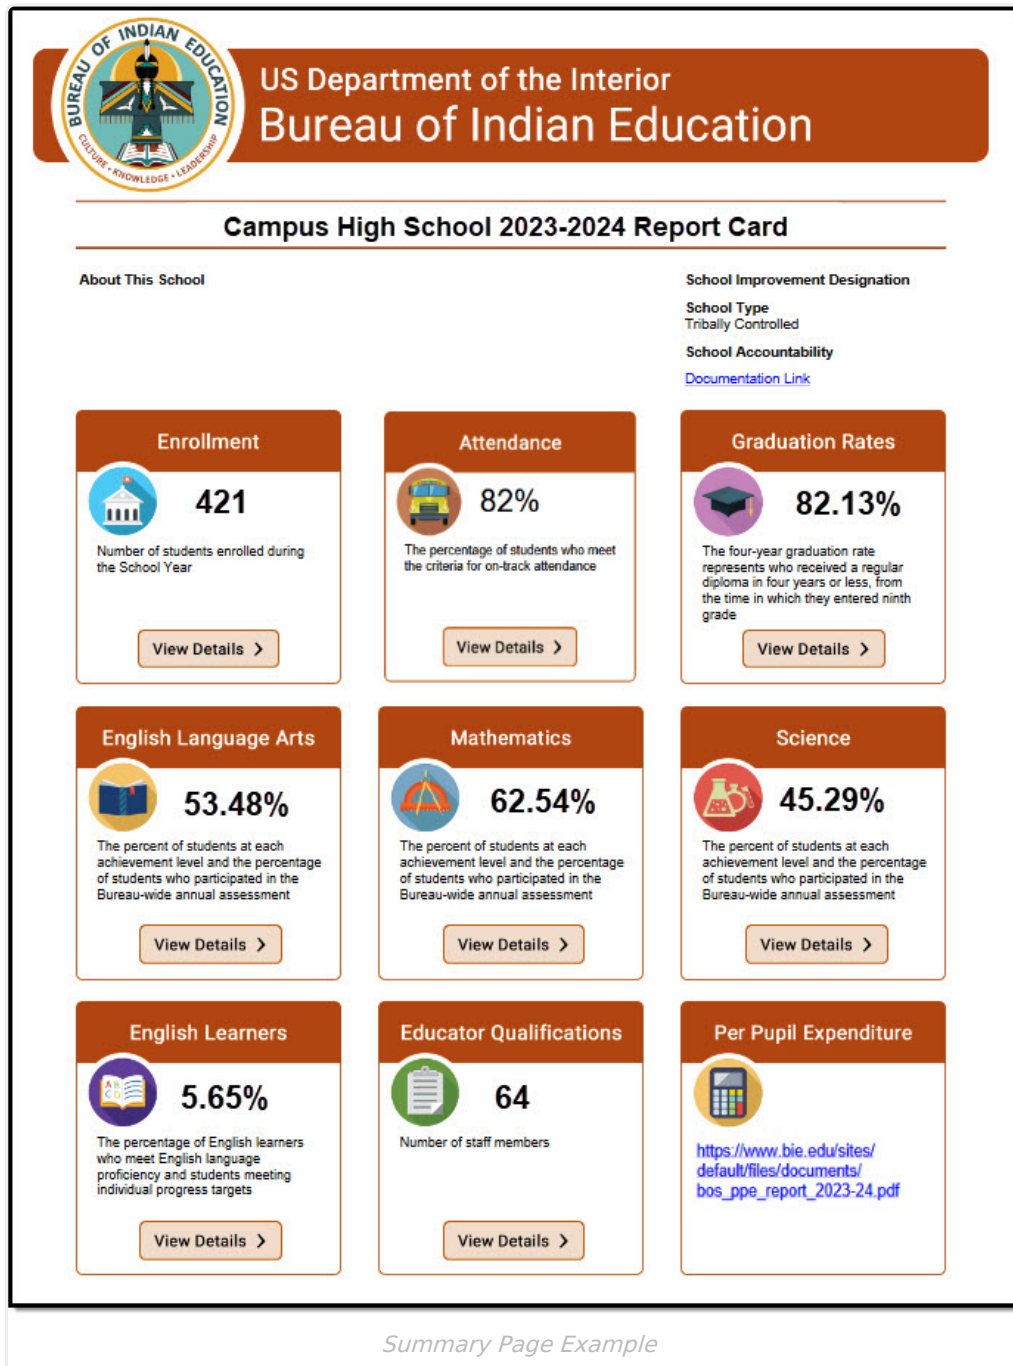 BUREAU OF INDIAN EDUCATION
CULTURE • KNOWLEDGE • LEADERSHIP
US Department of the Interior
Bureau of Indian Education
Campus High School 2023-2024 Report Card
About This School
School Improvement Designation
School Type
Tribally Controlled
School Accountability
Documentation Link
Enrollment
421
Number of students enrolled during
the School Year
View Details >
Attendance
82%
The percentage of students who meet
the criteria for on-track attendance
View Details >
Graduation Rates
82.13%
The four-year graduation rate
represents who received a regular
diploma in four years or less, from
the time in which they entered ninth
grade
View Details >
English Language Arts
53.48%
The percent of students at each
achievement level and the percentage
of students who participated in the
Bureau-wide annual assessment
View Details >
Mathematics
62.54%
The percent of students at each
achievement level and the percentage
of students who participated in the
Bureau-wide annual assessment
View Details >
Science
45.29%
The percent of students at each
achievement level and the percentage
of students who participated in the
Bureau-wide annual assessment
View Details >
English Learners
A B
C D
5.65%
The percentage of English learners
who meet English language
proficiency and students meeting
individual progress targets
View Details >
Educator Qualifications
64
Number of staff members
View Details >
Per Pupil Expenditure
https://www.bie.edu/sites/
default/files/documents/
bos_ppe_report_2023-24.pdf
Summary Page Example